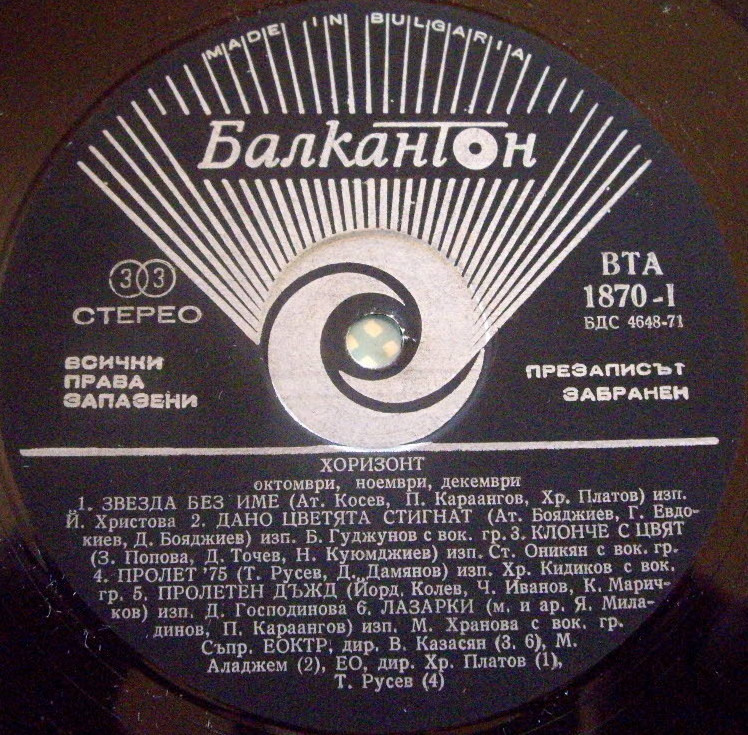 MADE IN BULGARIA
Балкантон
33
СТЕРЕО
ВТА
1870-I
БДС 4648-71
ВСИЧКИ
ПРАВА
ЗАПАЗЕНИ
ПРЕЗАПИСЪТ
ЗАБРАНЕН
ХОРИЗОНТ
октомври, ноември, декември
1. ЗВЕЗДА БЕЗ ИМЕ (Ат. Косев, П. Караангов, Хр. Платов) изп.
Й. Христова 2. ДАНО ЦВЕТЯТА СТИГНАТ (Ат. Бояджиев, Г. Евдо-
киев, Д. Бояджиев) изп. Б. Гуджунов с вок. гр. 3. КЛОНЧЕ С ЦВЯТ
(З. Попова, Д. Точев, Н. Куюмджиев) изп. Ст. Оникян с вок. гр.
4. ПРОЛЕТ '75 (Т. Русев, Д. Дамянов) изп. Хр. Кидиков с вок.
гр. 5. ПРОЛЕТЕН ДЪЖД (Йорд. Колев, Ч. Иванов, К. Марич-
ков) изп. Д. Господинова 6. ЛАЗАРКИ (м. и ар. Я. Мила-
динов, П. Караангов) изп. М. Хранова с вок. гр.
Съпр. ЕОКТР, дир. В. Казасян (3. 6), М.
Аладжем (2), ЕО, дир. Хр. Платов (1),
Т. Русев (4)